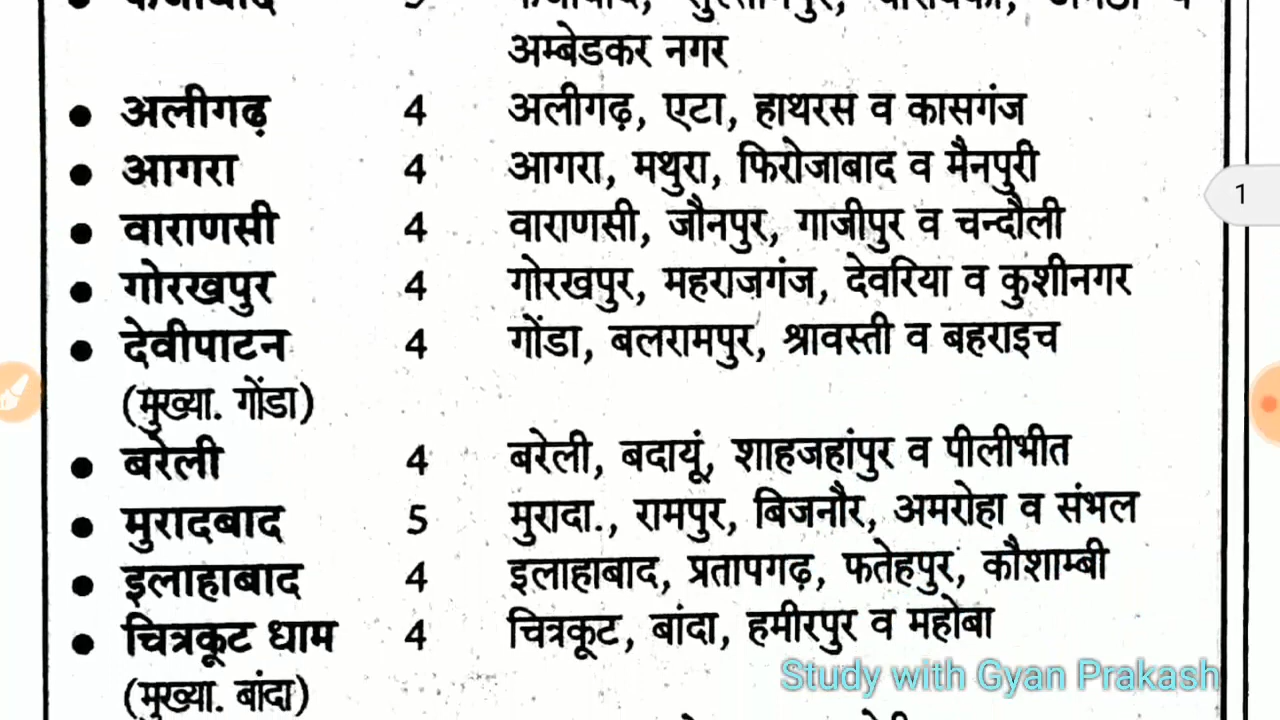 अम्बेडकर नगर
• अलीगढ़ 4 अलीगढ़, एटा, हाथरस व कासगंज
• आगरा 4 आगरा, मथुरा, फिरोजाबाद व मैनपुरी
1
• वाराणसी 4 वाराणसी, जौनपुर, गाजीपुर व चन्दौली
• गोरखपुर 4 गोरखपुर, महराजगंज, देवरिया व कुशीनगर
• देवीपाटन 4 गोंडा, बलरामपुर, श्रावस्ती व बहराइच
(मुख्या. गोंडा)
• बरेली 4 बरेली, बदायूं, शाहजहांपुर व पीलीभीत
• मुरादबाद 5 मुरादा., रामपुर, बिजनौर, अमरोहा व संभल
• इलाहाबाद 4 इलाहाबाद, प्रतापगढ़, फतेहपुर, कौशाम्बी
• चित्रकूट धाम 4 चित्रकूट, बांदा, हमीरपुर व महोबा
(मुख्या. बांदा)
Study with Gyan Prakash